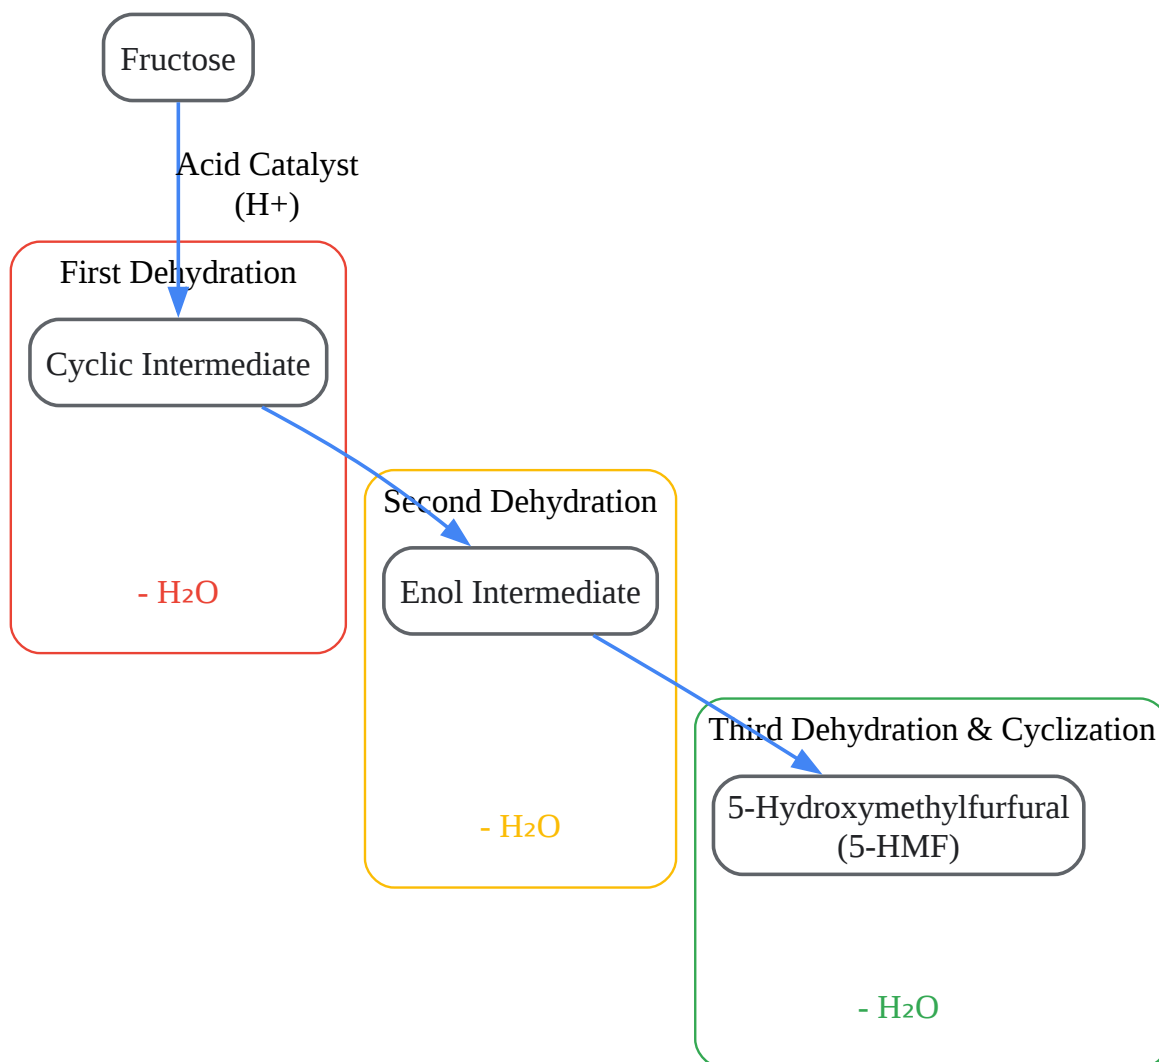 Fructose
Acid Catalyst
(H+)
First Dehydration
Cyclic Intermediate
- H₂O
Second Dehydration
Enol Intermediate
- H₂O
Third Dehydration & Cyclization
5-Hydroxymethylfurfural
(5-HMF)
- H₂O